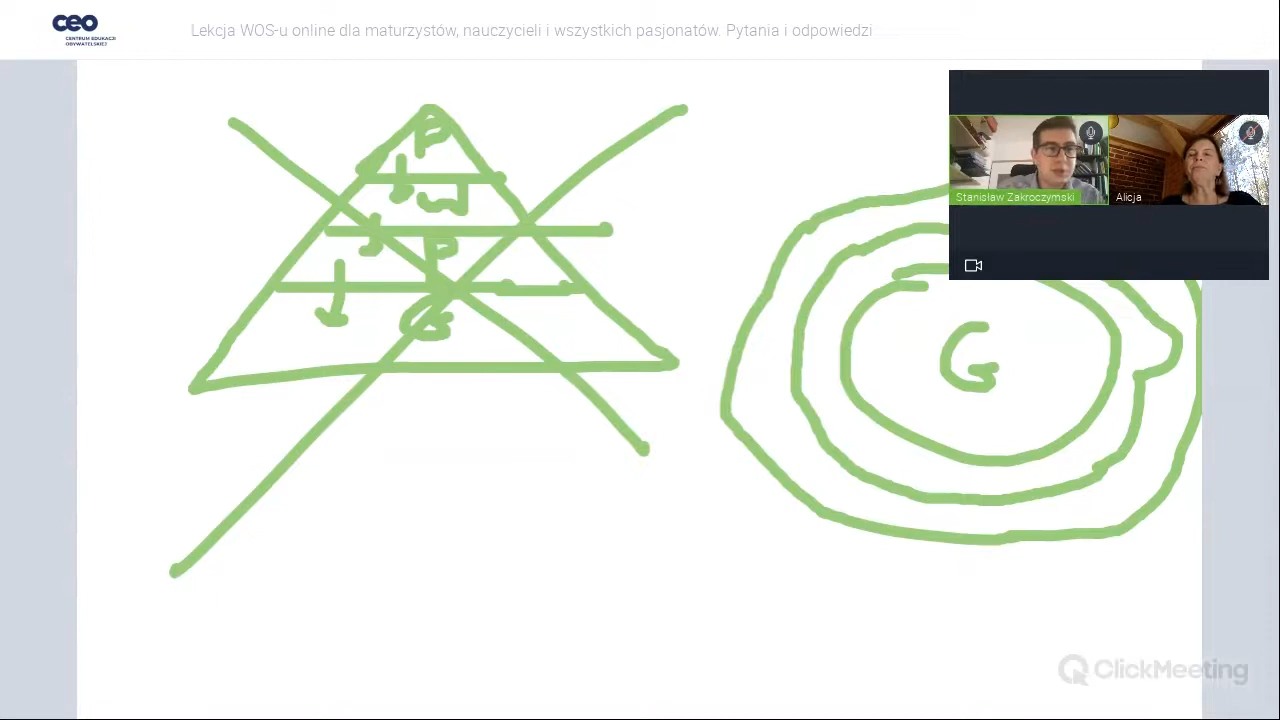 ceo
CENTRUM EDUKACJI
OBYWATELSKIEJ
Lekcja WOS-u online dla maturzystów, nauczycieli i wszystkich pasjonatów. Pytania i odpowiedzi
Stanisław Zakroczymski
Alicja
P
W
P
G
G
ClickMeeting